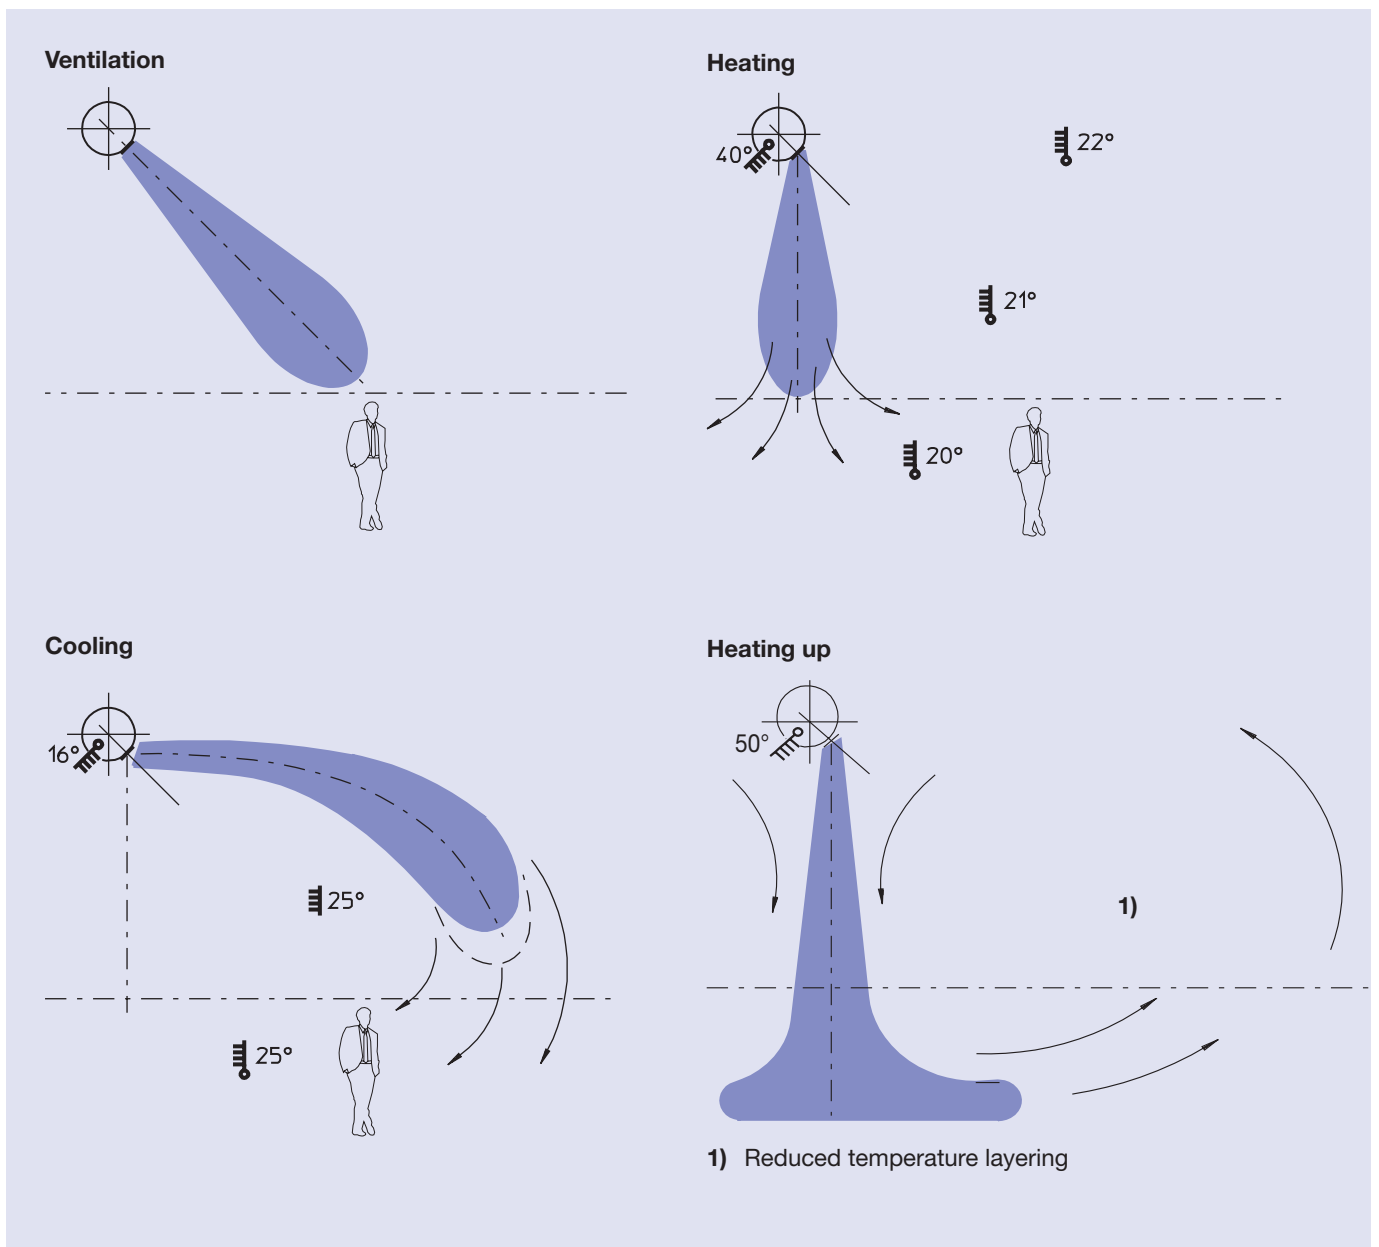 Ventilation
Heating
40°
22°
21°
20°
Cooling
16°
25°
25°
Heating up
50°
1)
1) Reduced temperature layering